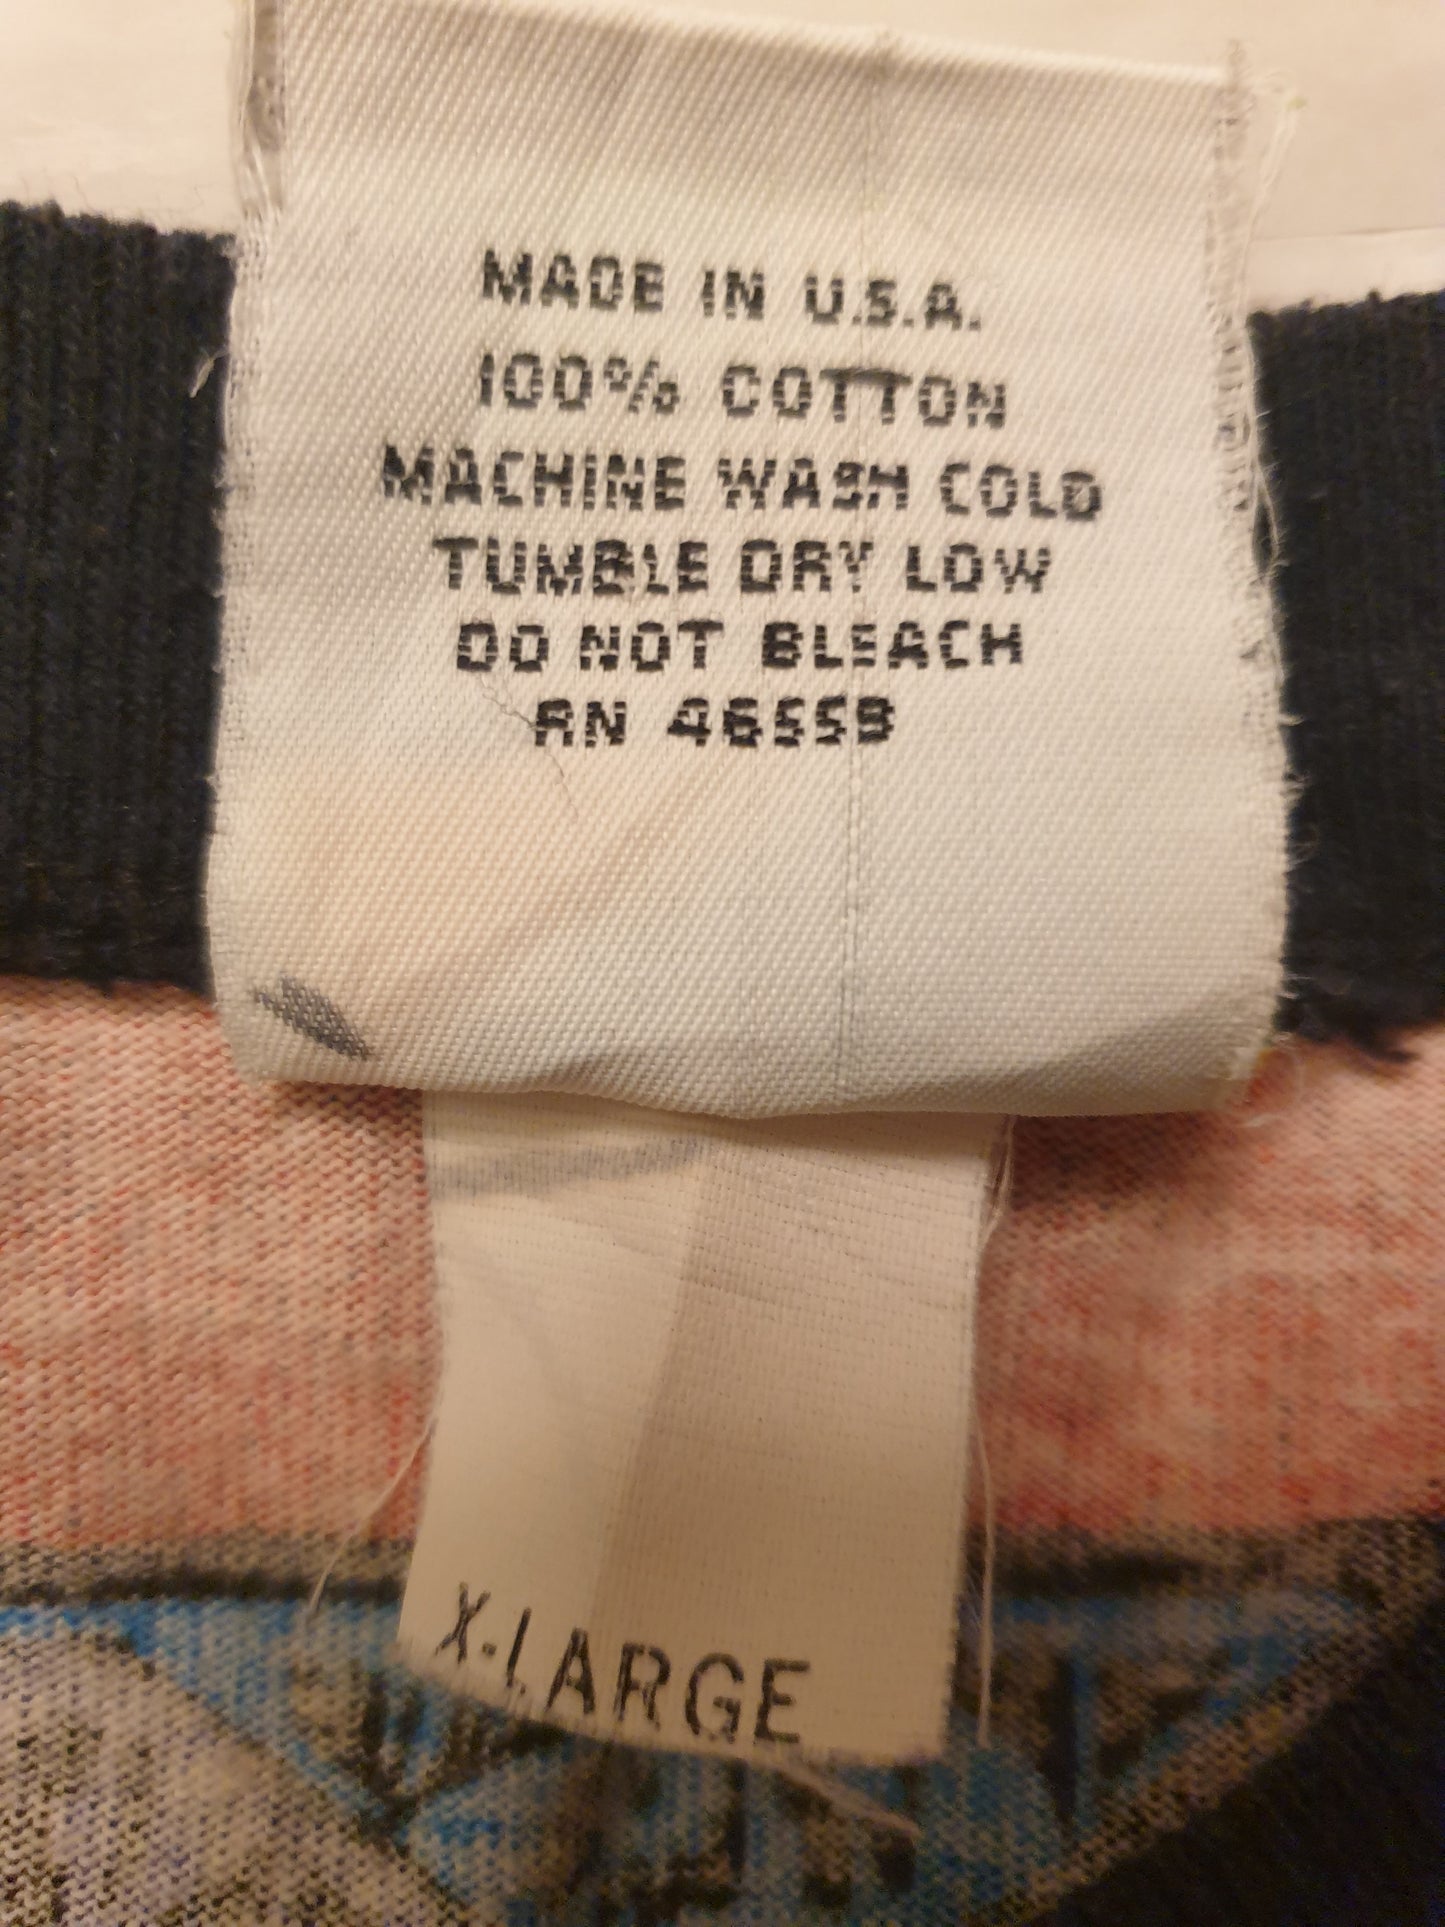 MADE IN U.S.A.
100% COTTON
MACHINE WASH COLD
TUMBLE DRY LOW
DO NOT BLEACH
RN 46559
X-LARGE